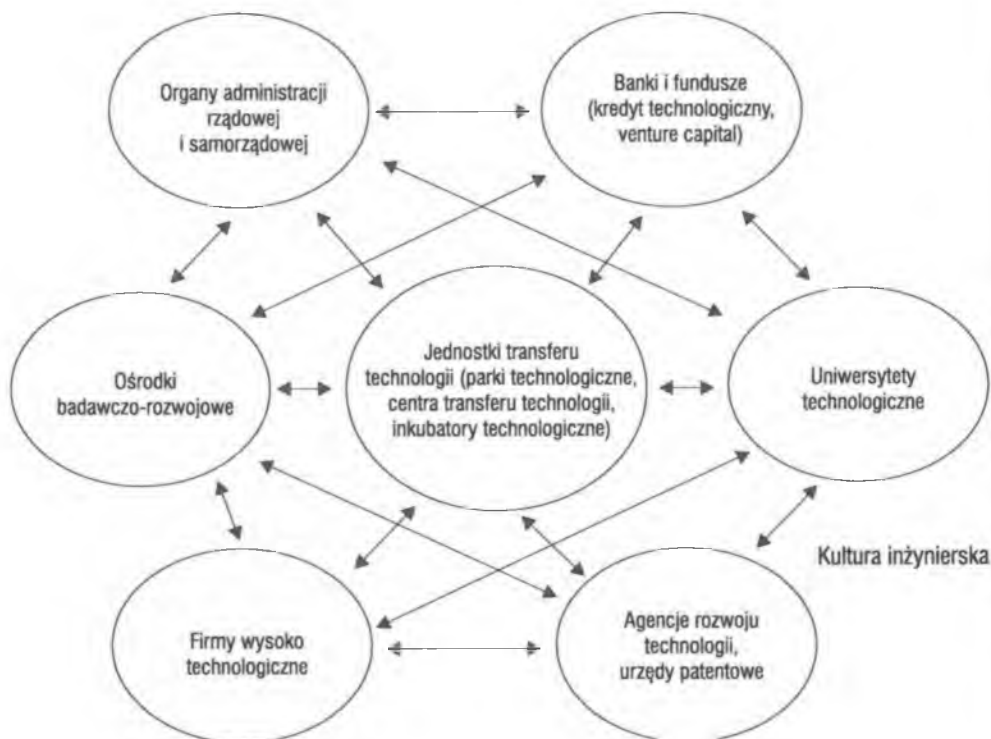 Organy administracji
rządowej
i samorządowej
Banki i fundusze
(kredyt technologiczny,
venture capital)
Jednostki transferu
technologii (parki technologiczne,
centra transferu technologii,
inkubatory technologiczne)
Ośrodki
badawczo-rozwojowe
Uniwersytety
technologiczne
Kultura inżynierska
Firmy wysoko
technologiczne
Agencje rozwoju
technologii,
urzędy patentowe